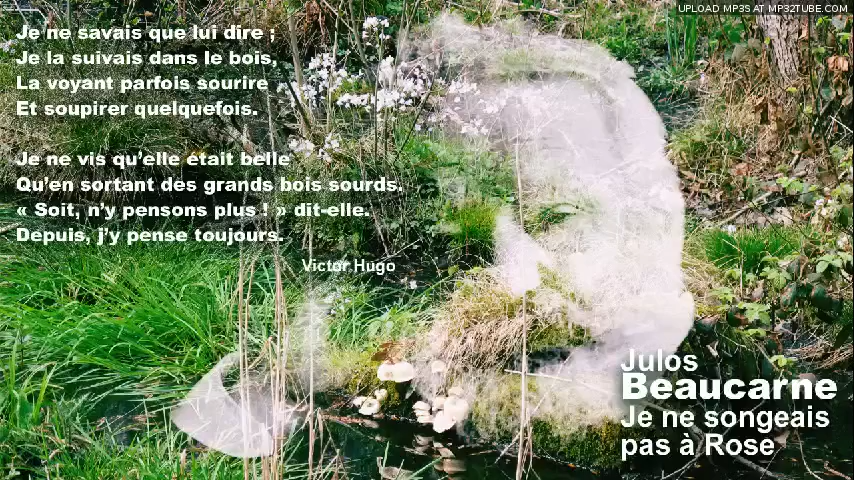 UPLOAD MP3S AT MP32TUBE.COM
Je ne savais que lui dire ;
Je la suivais dans le bois,
La voyant parfois sourire
Et soupirer quelquefois.
Je ne vis qu'elle était belle
Qu'en sortant des grands bois sourds.
« Soit, n'y pensons plus ! » dit-elle.
Depuis, j'y pense toujours.
Victor Hugo
Julos
Beaucarne
Je ne songeais
pas à Rose